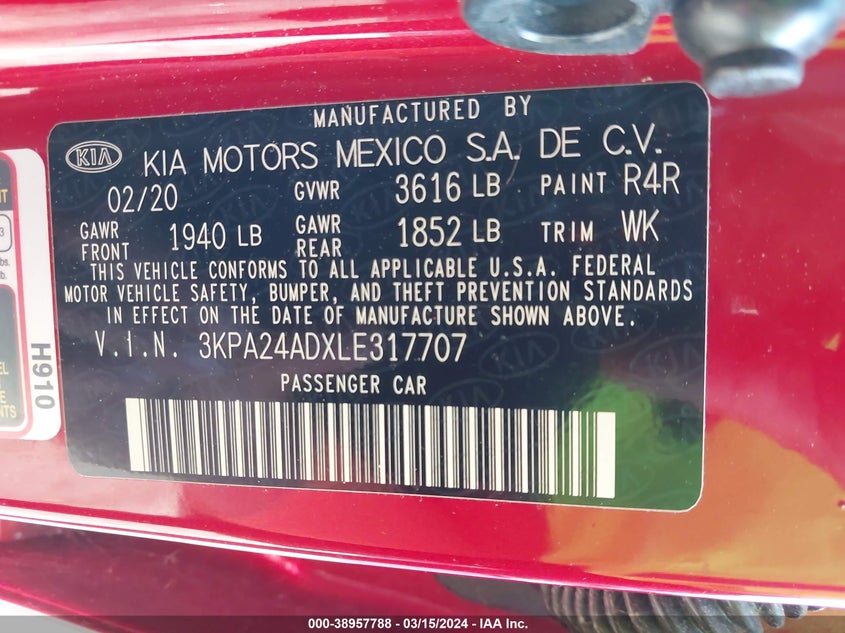 MANUFACTURED BY
KIA KIA MOTORS MEXICO S.A. DE C.V.
02/20 GVWR 3616 LB PAINT R4R
GAWR FRONT 1940 LB GAWR REAR 1852 LB TRIM WK
THIS VEHICLE CONFORMS TO ALL APPLICABLE U.S.A. FEDERAL
MOTOR VEHICLE SAFETY, BUMPER, AND THEFT PREVENTION STANDARDS
IN EFFECT ON THE DATE OF MANUFACTURE SHOWN ABOVE.
V.I.N. 3KPA24ADXLE317707
PASSENGER CAR
H910
000-38957788 - 03/15/2024 - IAA Inc.